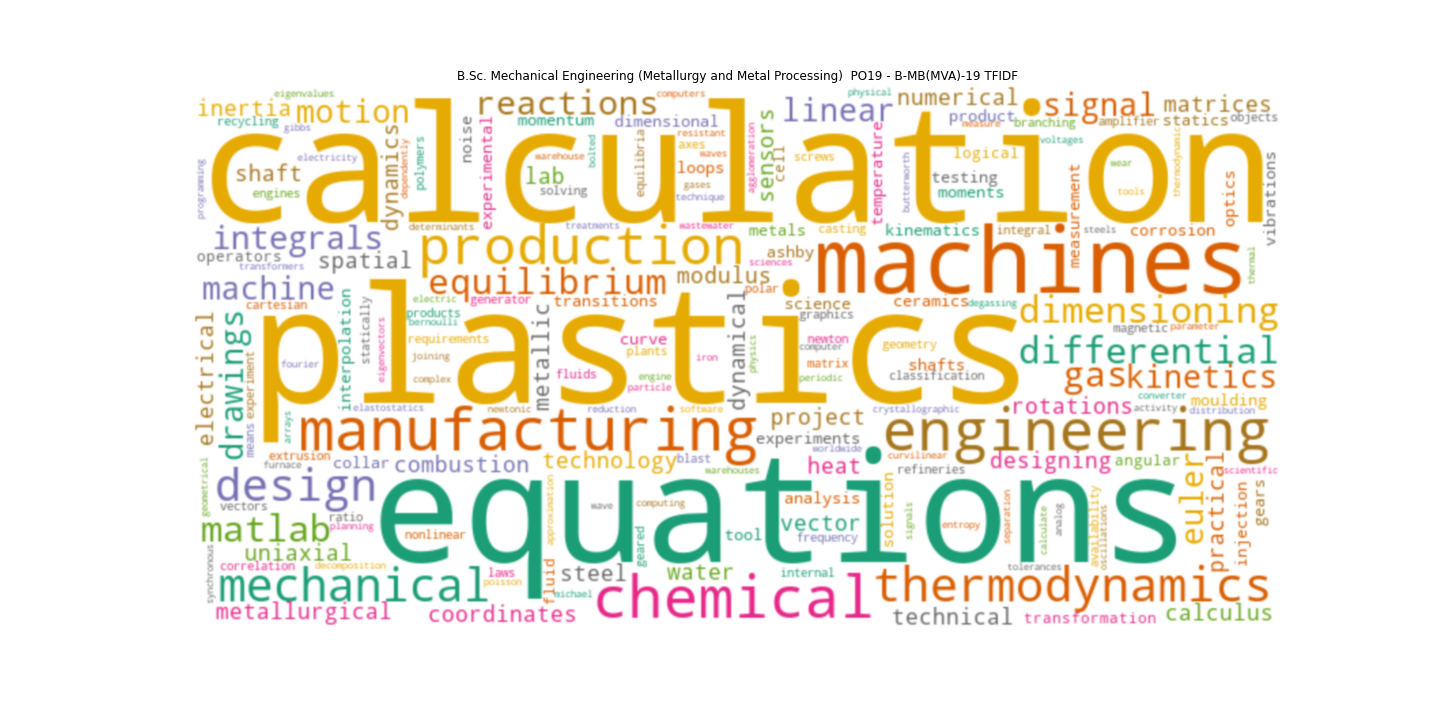 B.Sc. Mechanical Engineering (Metallurgy and Metal Processing)  PO19 - B-MB(MVA)-19 TFIDF
eigenvalues
computers
physical
inertia
motion
reactions
linear
numerical
signal
matrices
recycling
gibbs
momentum
dimensional
product
measure
branching
amplifier
statics
objects
calculation
dynamics
noise
experimental
bolted
equilibria
resistant
axes
waves
sensors
agglomeration
cell
temperature
logical
voltages
thermodynamic
programming
electricity
shaft
engines
dependently
polymers
warehouse
lab
solving
loops
gases
technique
screws
butterworth
testing
moments
wear
tools
measurement
optics
vibrations
determinants
treatments
wastewater
metals
casting
kinematics
integral
steels
corrosion
integrals
operators
transformers
spatial
production
equilibrium
modulus
ashby
sciences
machines
thermal
machine
cartesian
electric
generator
transitions
polar
science
graphics
ceramics
degassing
dimensioning
products
bernoulli
plastics
interpolation
statically
eigenvectors
requirements
joining
metallic
curve
plants
iron
dynamical
physics
newton
computer
matrix
geometry
magnetic
parameter
differential
electrical
drawings
experiment
means
fourier
complex
fluids
engine
particle
periodic
shafts
classification
gas
kinetics
converter
moulding
arrays
elastostatics
newtonic
reduction
software
project
crystallographic
rotations
activity
distribution
manufacturing
experiments
worldwide
engineering
extrusion
furnace
collar
combustion
technology
blast
warehouses
heat
curvilinear
refineries
designing
angular
scientific
geometrical
design
vectors
equations
approximation
wave
computing
analysis
solution
signals
entropy
separation
calculate
analog
availability
oscillations
euler
practical
injection
gears
matlab
ratio
planning
nonlinear
geared
tool
vector
frequency
uniaxial
synchronous
correlation
decomposition
laws
poisson
fluid
steel
water
internal
tolerances
mechanical
michael
chemical
thermodynamics
metallurgical
coordinates
technical
transformation
calculus